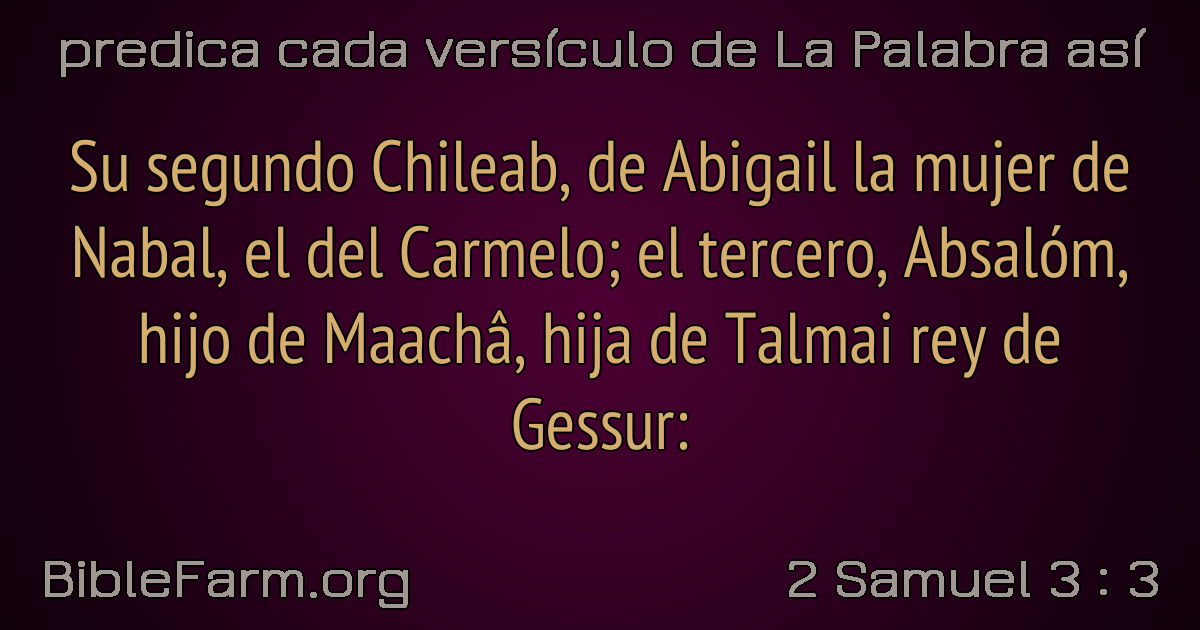 predica cada versículo de La Palabra así
Su segundo Chileab, de Abigail la mujer de
Nabal, el del Carmelo; el tercero, Absalóm,
hijo de Maachâ, hija de Talmai rey de
Gessur:
BibleFarm.org
2 Samuel 3 : 3